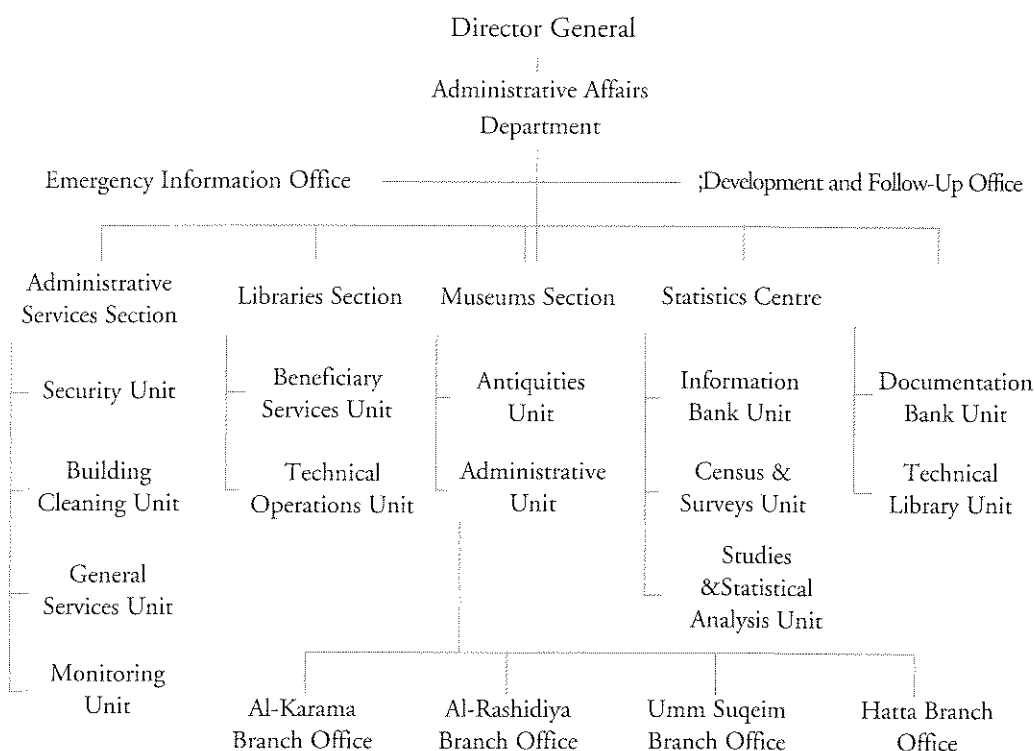 Director General
Administrative Affairs
Department
Emergency Information Office
;Development and Follow-Up Office
Administrative
Services Section
Libraries Section
Museums Section
Statistics Centre
Security Unit
Beneficiary
Services Unit
Antiquities
Unit
Information
Bank Unit
Documentation
Bank Unit
Building
Cleaning Unit
Technical
Operations Unit
Administrative
Unit
Census &
Surveys Unit
Technical
Library Unit
General
Services Unit
Studies
&Statistical
Analysis Unit
Monitoring
Unit
Al-Karama
Branch Office
Al-Rashidiya
Branch Office
Umm Suqeim
Branch Office
Hatta Branch
Office